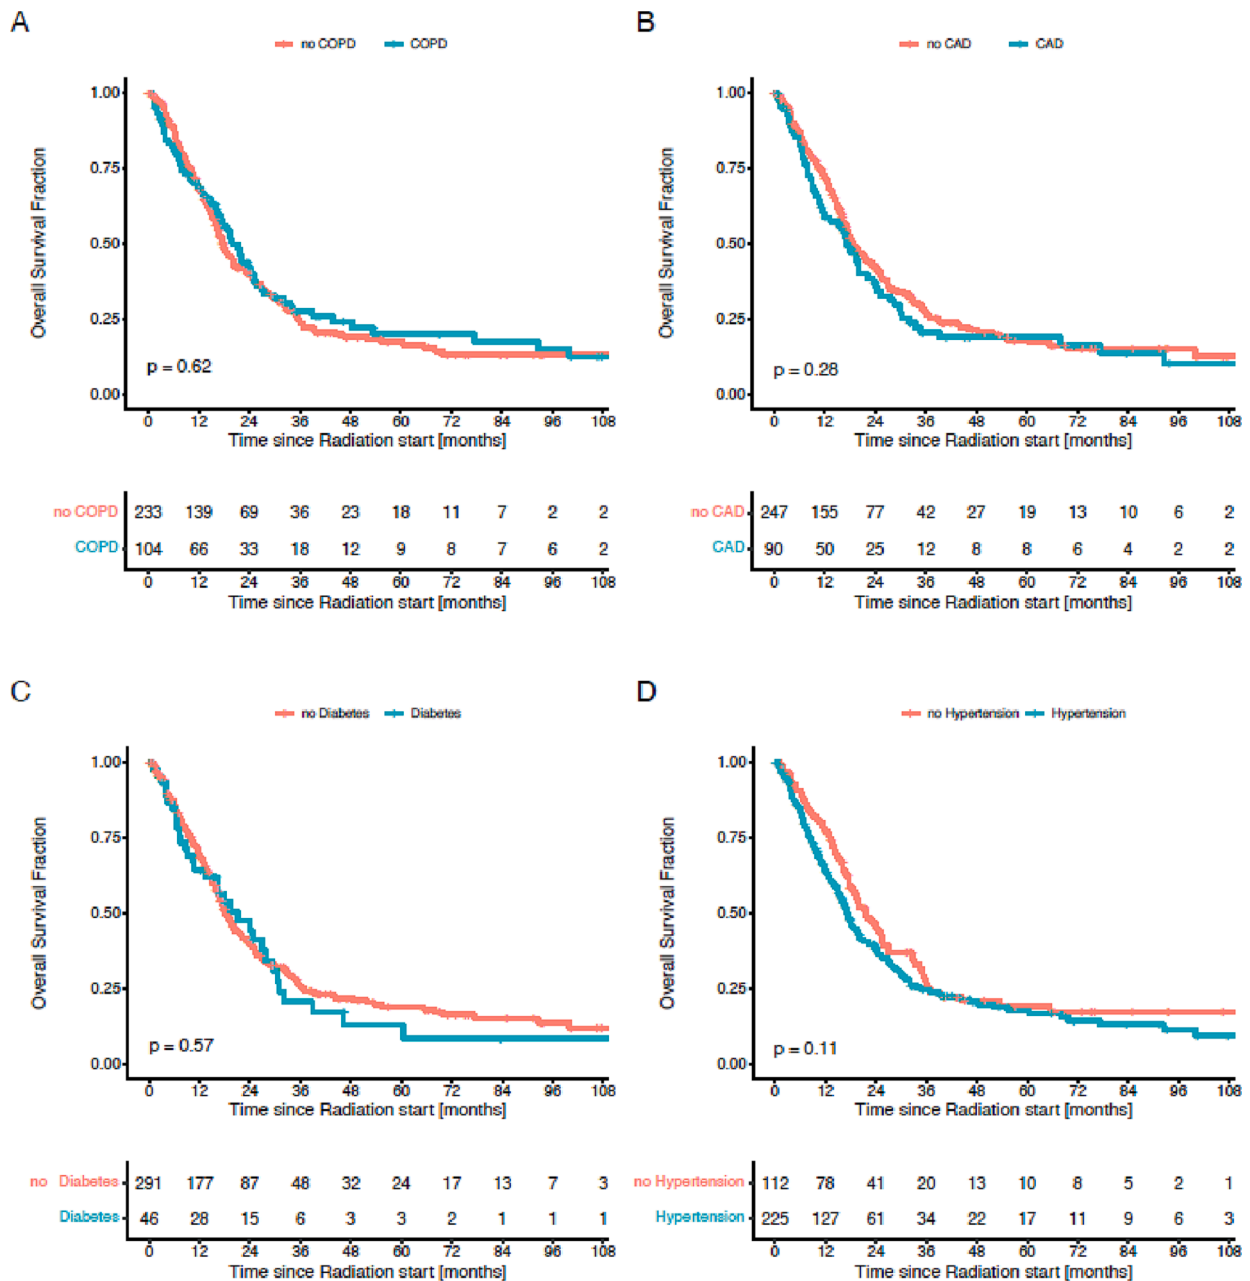 A
no COPD COPD
Overall Survival Fraction
1.00
0.75
0.50
0.25
0.00
p = 0.62
0 12 24 36 48 60 72 84 96 108
Time since Radiation start [months]
no COPD 233 139 69 36 23 18 11 7 2 2
COPD 104 66 33 18 12 9 8 7 6 2
0 12 24 36 48 60 72 84 96 108
Time since Radiation start [months]
B
no CAD CAD
Overall Survival Fraction
1.00
0.75
0.50
0.25
0.00
p = 0.28
0 12 24 36 48 60 72 84 96 108
Time since Radiation start [months]
no CAD 247 155 77 42 27 19 13 10 6 2
CAD 90 50 25 12 8 8 6 4 2 2
0 12 24 36 48 60 72 84 96 108
Time since Radiation start [months]
C
no Diabetes Diabetes
Overall Survival Fraction
1.00
0.75
0.50
0.25
0.00
p = 0.57
0 12 24 36 48 60 72 84 96 108
Time since Radiation start [months]
no Diabetes 291 177 87 48 32 24 17 13 7 3
Diabetes 46 28 15 6 3 3 2 1 1 1
0 12 24 36 48 60 72 84 96 108
Time since Radiation start [months]
D
no Hypertension Hypertension
Overall Survival Fraction
1.00
0.75
0.50
0.25
0.00
p = 0.11
0 12 24 36 48 60 72 84 96 108
Time since Radiation start [months]
no Hypertension 112 78 41 20 13 10 8 5 2 1
Hypertension 225 127 61 34 22 17 11 9 6 3
0 12 24 36 48 60 72 84 96 108
Time since Radiation start [months]